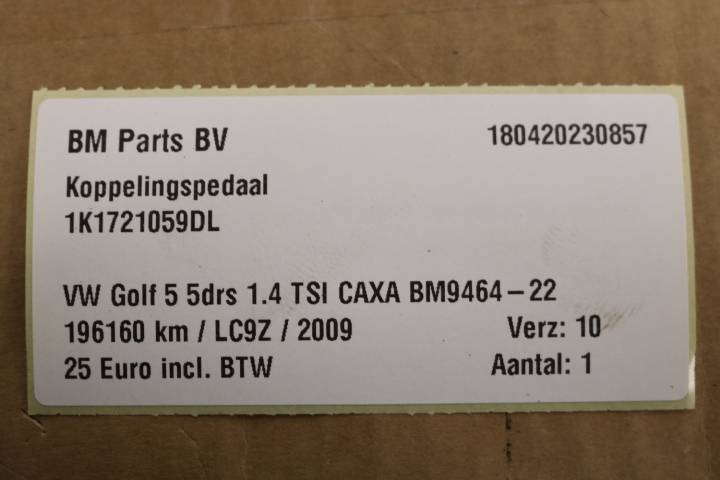 BM Parts BV 180420230857
Koppelingspedaal
1K1721059DL
VW Golf 5 5drs 1.4 TSI CAXA BM9464-22
196160 km / LC9Z / 2009 Verz: 10
25 Euro incl. BTW Aantal: 1